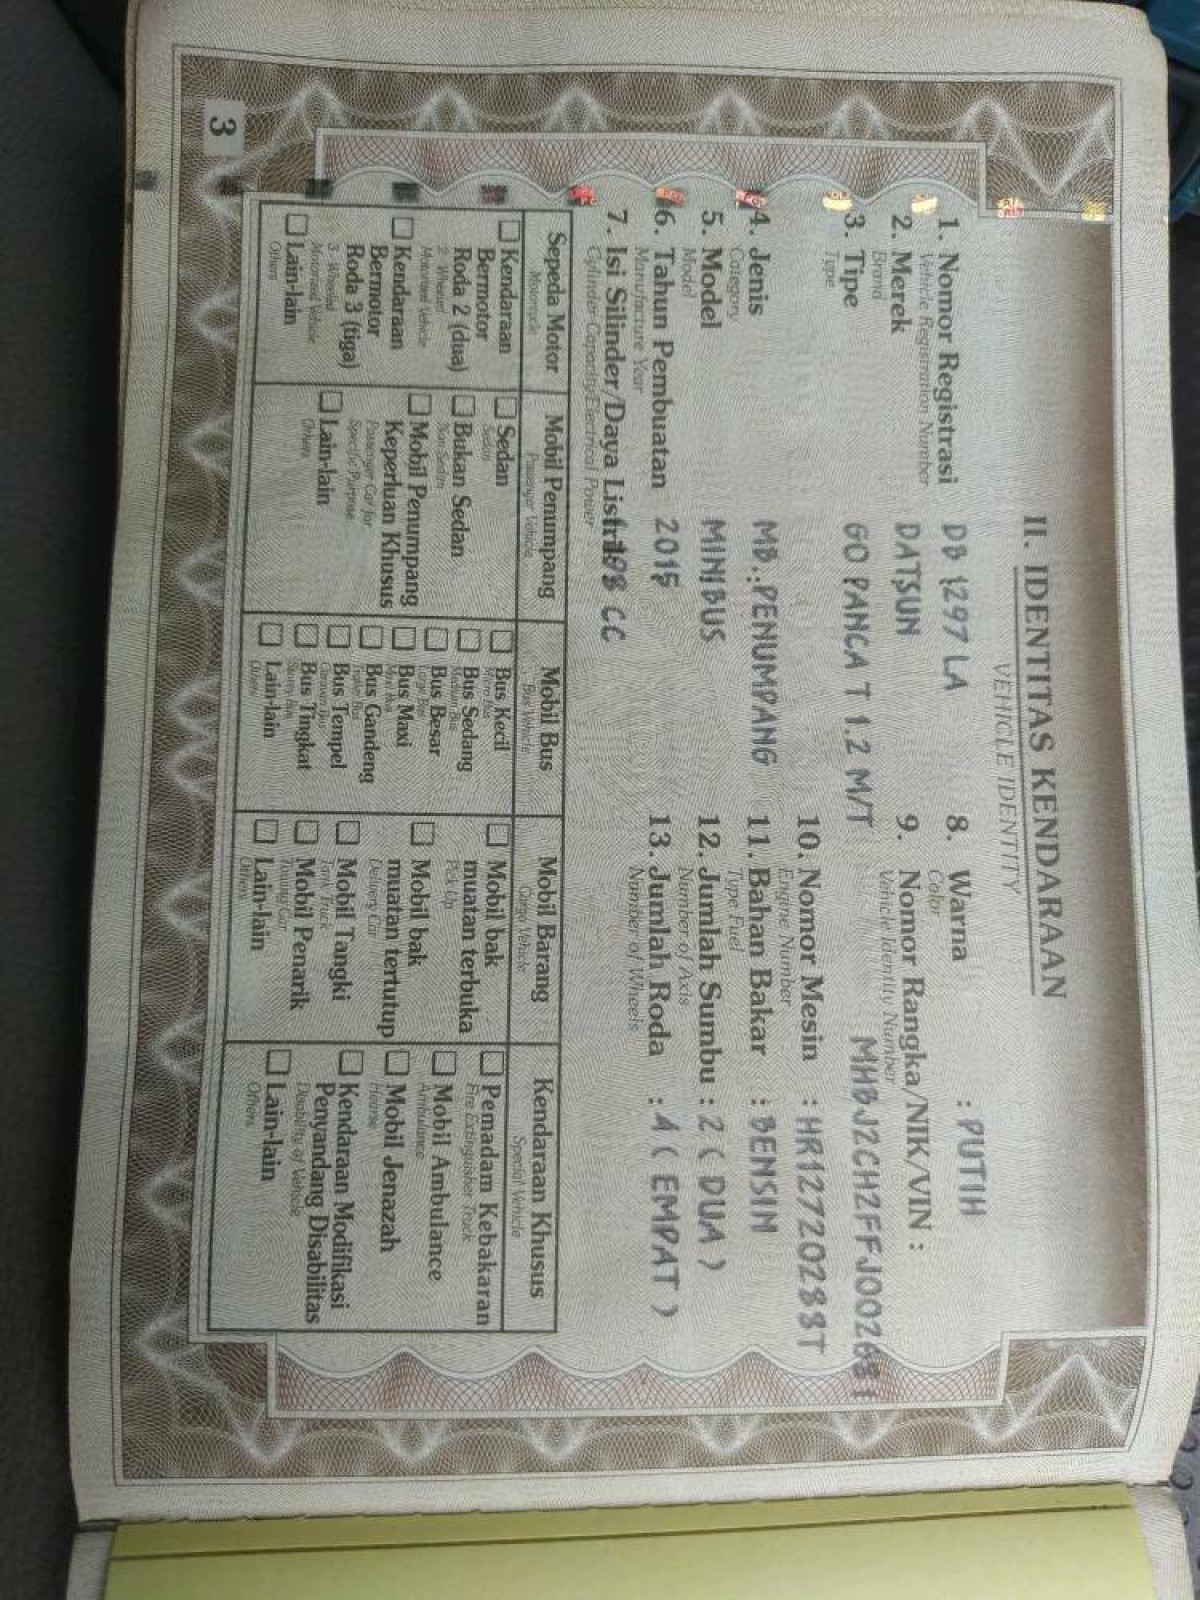 II. IDENTITAS KENDARAAN
VEHICLE IDENTITY
1. Nomor Registrasi DB 1297 LA
Vehicle Registration Number
2. Merek DATSUN
Brand
3. Tipe GO PANCA T 1.2 M/T
Type
4. Jenis MB.:PENUMPANG
Category
5. Model MINIBUS
Model
6. Tahun Pembuatan 2015
Manufacture Year
7. Isi Silinder/Daya CC
Cylinder Capacity/Electrical Power
8. Warna : PUTIH
Color
9. Nomor Rangka/NIK/VIN :
Vehicle Identity Number
10. Nomor Mesin : HR12720288T
Engine Number
11. Bahan Bakar : BENSIN
Type Fuel
12. Jumlah Sumbu : 2 ( DUA )
Number of Axis
13. Jumlah Roda : 4 ( EMPAT )
Number of Wheels
Sepeda Motor
Motorcycle
Kendaraan
Bermotor
Roda 2 (dua)
2 Wheeled
Motorized Vehicle
Kendaraan
Bermotor
Roda 3 (tiga)
3 Wheeled
Motorized Vehicle
Lain-lain
Others
Mobil Penumpang
Passenger Vehicle
Sedan
Sedan
Bukan Sedan
Non Sedan
Mobil Penumpang
Keperluan Khusus
Passenger Car for
Specific Purpose
Lain-lain
Others
Mobil Bus
Bus Vehicle
Bus Kecil
Micro Bus
Bus Sedang
Medium Bus
Bus Besar
Large Bus
Bus Maxi
Maxi Bus
Bus Gandeng
Bus Tempel
Bus Tingkat
Lain-lain
Others
Mobil Barang
Cargo Vehicle
Mobil bak
muatan terbuka
Pick Up
Mobil bak
muatan tertutup
Delivery Car
Mobil Tangki
Tank Truck
Mobil Penarik
Towing Car
Lain-lain
Others
Kendaraan Khusus
Special Vehicle
Pemadam Kebakaran
Fire Extinguisher Truck
Mobil Ambulance
Ambulance
Mobil Jenazah
Hearse
Kendaraan Modifikasi
Penyandang Disabilitas
Disability of Vehicle
Lain-lain
Others
3